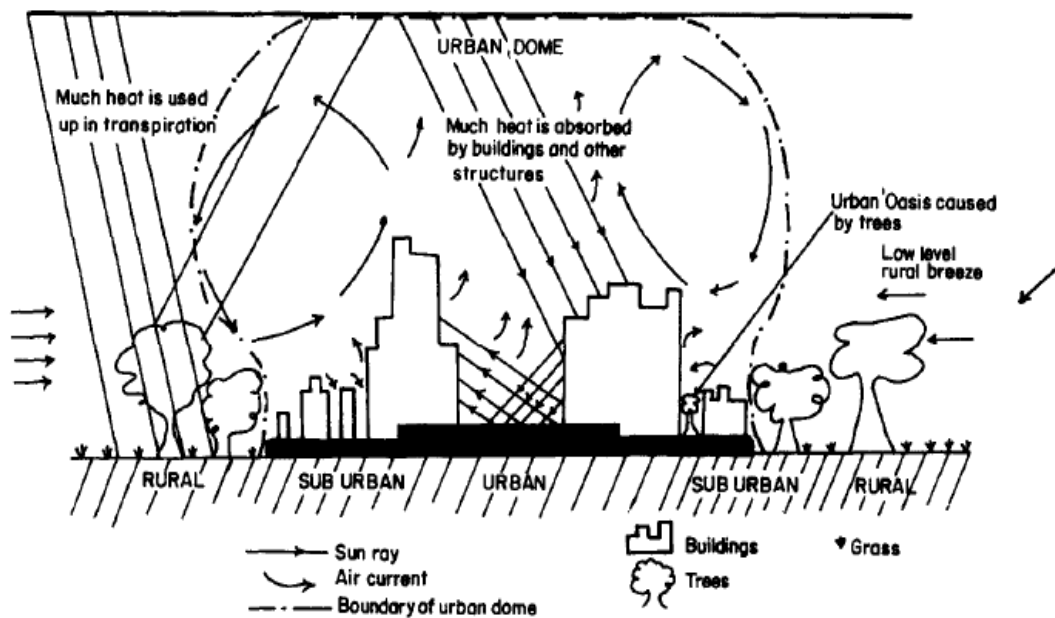 URBAN DOME
Much heat is used
up in transpiration
Much heat is absorbed
by buildings and other
structures
Urban 'Oasis caused
by trees
Low level
rural breeze
RURAL
SUB URBAN
URBAN
SUB URBAN
RURAL
Sun ray
Air current
Boundary of urban dome
Buildings
Trees
Grass